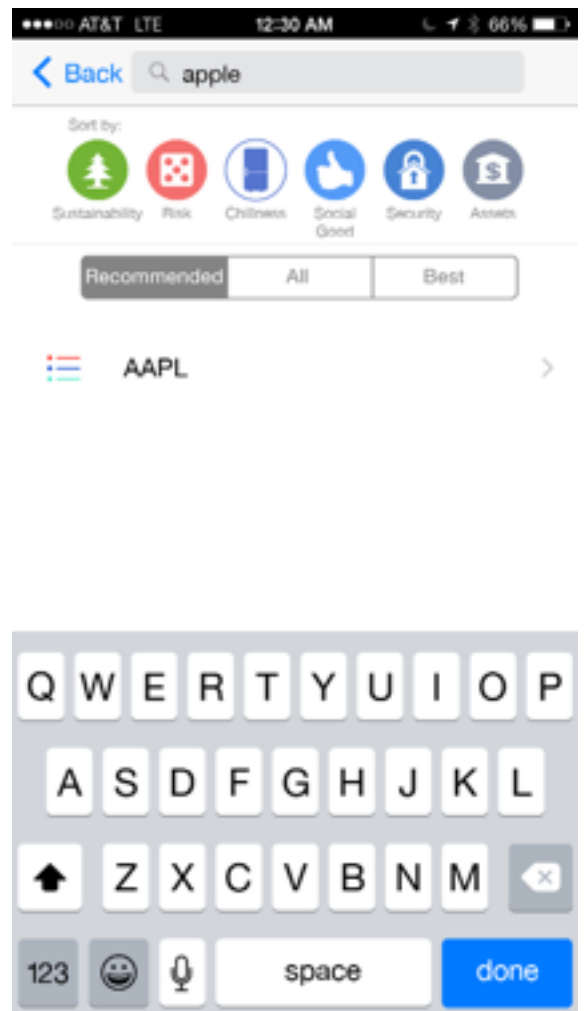 AT&T LTE 12:30 AM 66%
Back apple
Sort by:
Sustainability Risk Chillness Social Good Security Assets
Recommended All Best
AAPL
Q W E R T Y U I O P
A S D F G H J K L
Z X C V B N M
123 space done